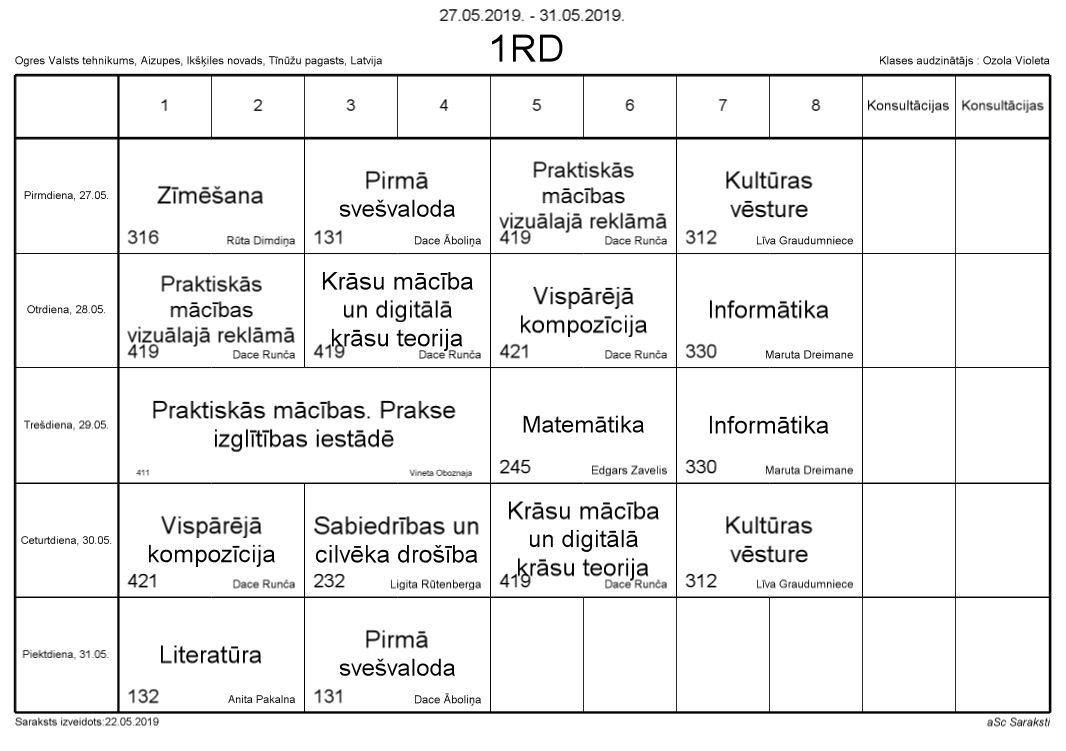 27.05.2019. - 31.05.2019.
1RD
Ogres Valsts tehnikums, Aizupes, Ikšķiles novads, Tīnūžu pagasts, Latvija
Klases audzinātājs : Ozola Violeta
1 2 3 4 5 6 7 8 Konsultācijas Konsultācijas
Pirmdiena, 27.05.
Zīmēšana
316 Rūta Dimdiņa
Pirmā
svešvaloda
131 Dace Āboliņa
Praktiskās
mācības
vizuālajā reklāmā
419 Dace Runča
Kultūras
vēsture
312 Līva Graudumniece
Otrdiena, 28.05.
Praktiskās
mācības
vizuālajā reklāmā
419 Dace Runča
Krāsu mācība
un digitālā
krāsu teorija
419 Dace Runča
Vispārējā
kompozīcija
421 Dace Runča
Informātika
330 Maruta Dreimane
Trešdiena, 29.05.
Praktiskās mācības. Prakse
izglītības iestādē
411 Vineta Oboznaja
Matemātika
245 Edgars Zavelis
Informātika
330 Maruta Dreimane
Ceturtdiena, 30.05.
Vispārējā
kompozīcija
421 Dace Runča
Sabiedrības un
cilvēka drošība
232 Ligita Rūtenberga
Krāsu mācība
un digitālā
krāsu teorija
419 Dace Runča
Kultūras
vēsture
312 Līva Graudumniece
Piektdiena, 31.05.
Literatūra
132 Anita Pakalna
Pirmā
svešvaloda
131 Dace Āboliņa
Saraksts izveidots:22.05.2019
aSc Saraksti